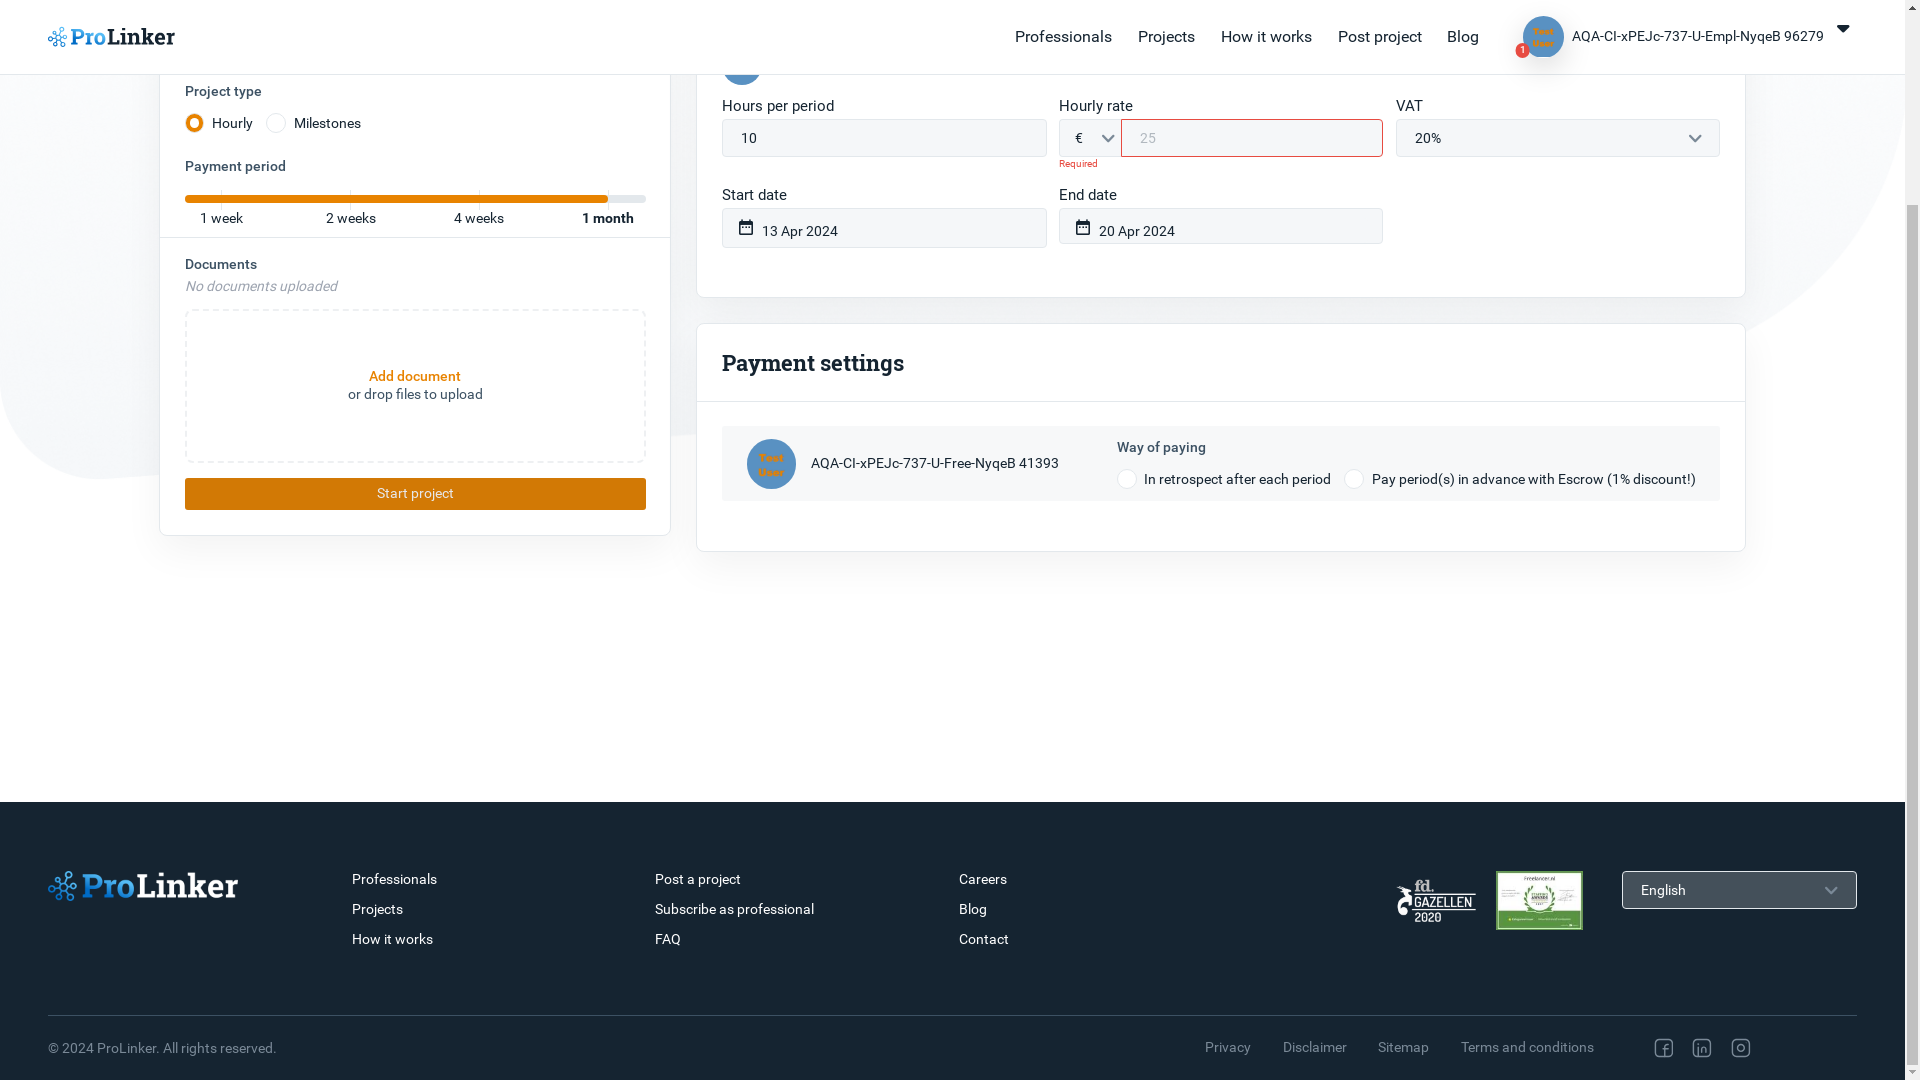 ProLinker
Professionals
Projects
How it works
Post project
Blog
Test
User
1
AQA-CI-xPEJc-737-U-Empl-NyqeB 96279
Project type
Hourly
Milestones
Payment period
1 week
2 weeks
4 weeks
1 month
Documents
No documents uploaded
Add document
or drop files to upload
Start project
Hours per period
Hourly rate
VAT
10
€
25
20%
Required
Start date
End date
13 Apr 2024
20 Apr 2024
Payment settings
Test
User
AQA-CI-xPEJc-737-U-Free-NyqeB 41393
Way of paying
In retrospect after each period
Pay period(s) in advance with Escrow (1% discount!)
ProLinker
Professionals
Projects
How it works
Post a project
Subscribe as professional
FAQ
Careers
Blog
Contact
fd.
GAZELLEN
2020
Freelancer.nl
English
© 2024 ProLinker. All rights reserved.
Privacy
Disclaimer
Sitemap
Terms and conditions